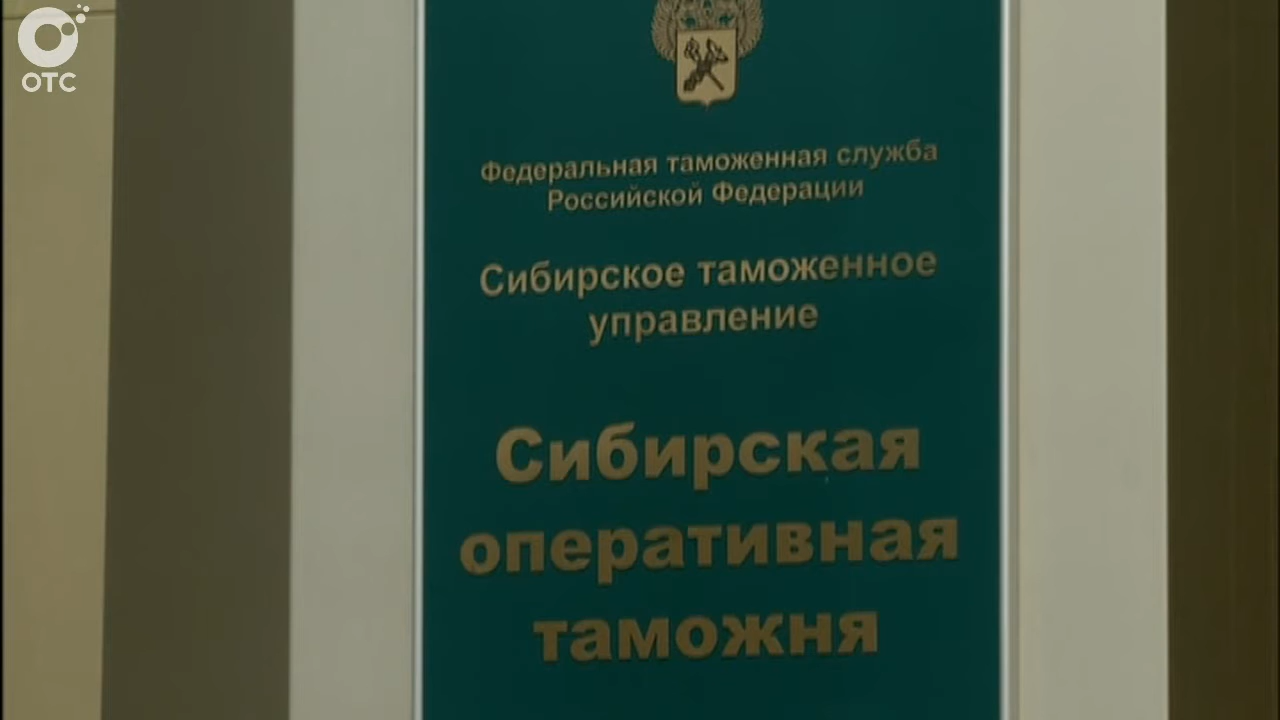 ОТС
Федеральная таможенная служба
Российской Федерации
Сибирское таможенное
управление
Сибирская
оперативная
таможня